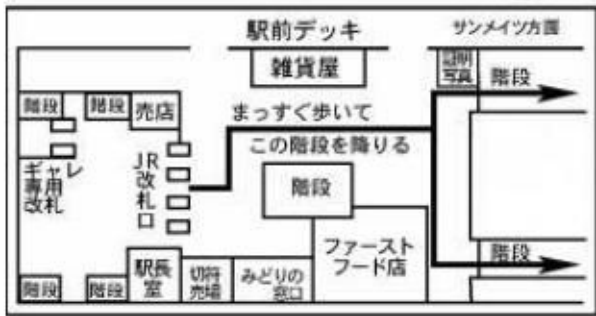 駅前デッキ
サンメイツ方面
雑貨屋
証明
写真
階段
階段
階段
売店
まっすぐ歩いて
この階段を降りる
ギャレ
専用
改札
JR
改
札
口
階段
ファースト
フード店
階段
階段
階段
駅長
室
切符
売場
みどりの
窓口